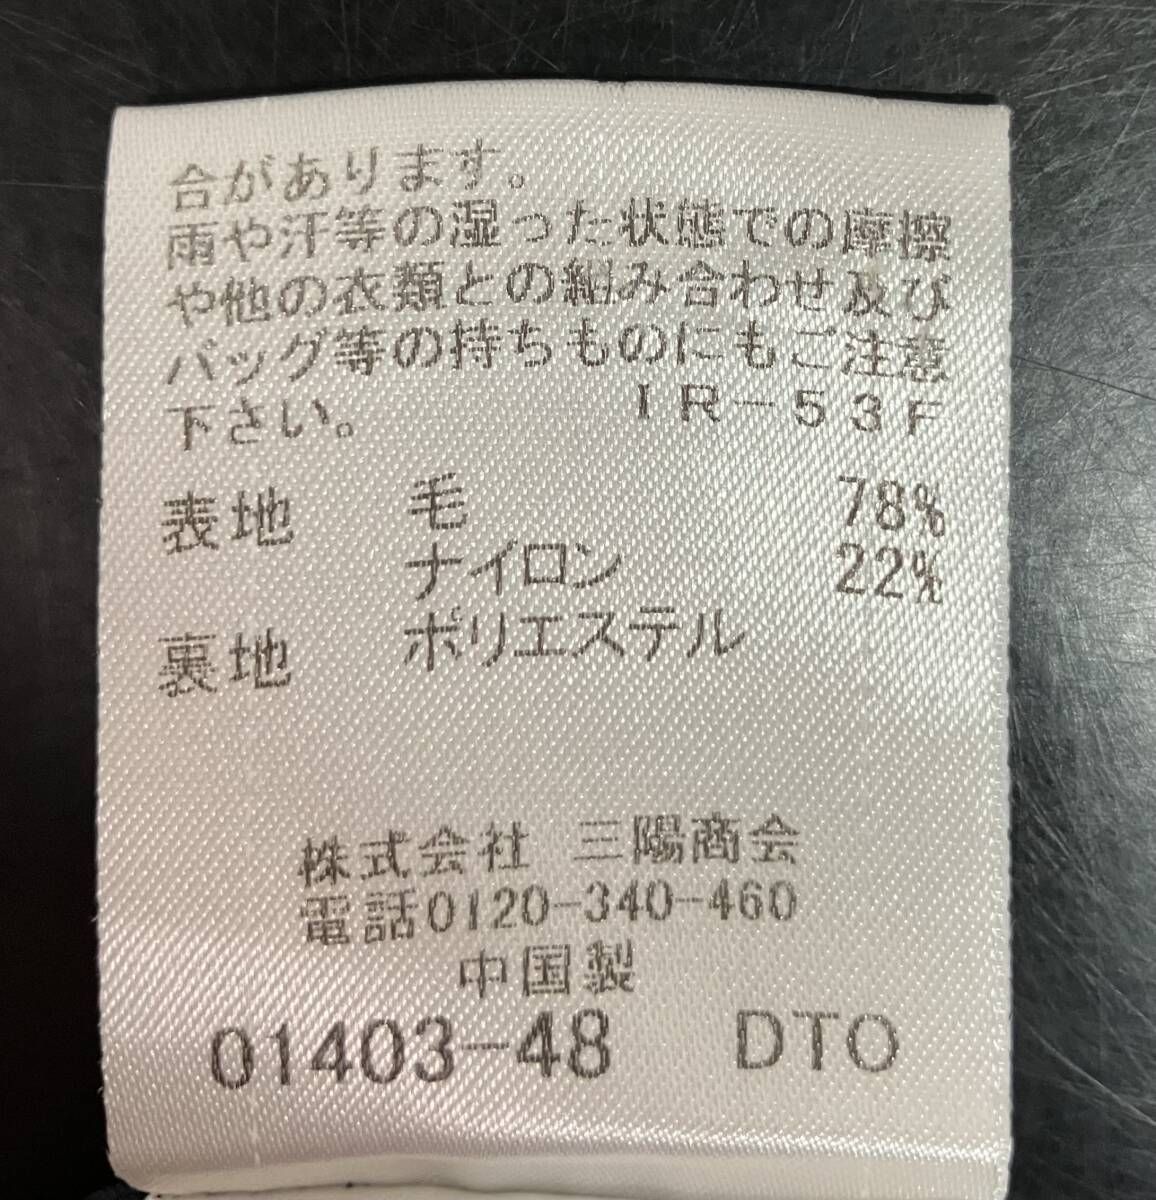 合があります。
雨や汗等の湿った状態での摩擦
や他の衣類との組み合わせ及び
バッグ等の持ちものにもご注意
下さい。 IR-53F
表地 毛 78%
ナイロン 22%
裏地 ポリエステル
株式会社 三陽商会
電話0120-340-460
中国製
01403-48 DTO